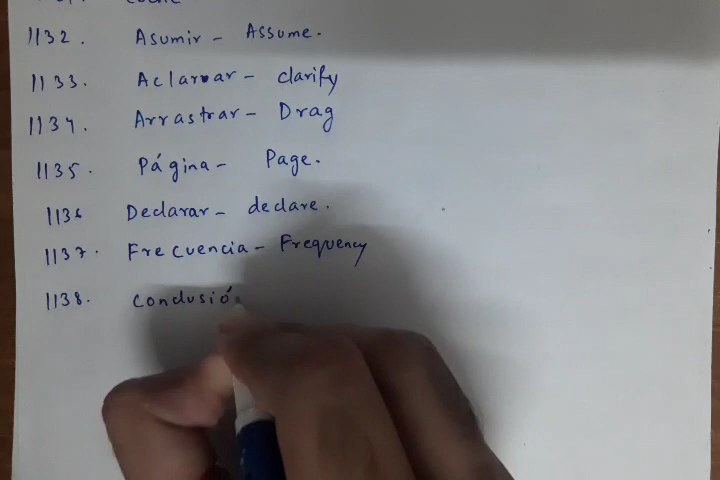 1132. Asumir - Assume.
1133. Aclarar - clarify
1134. Arrastrar - Drag
1135. Página - Page.
1136 Declarar - declare.
1137. Frecuencia - Frequency
1138. Conclusió